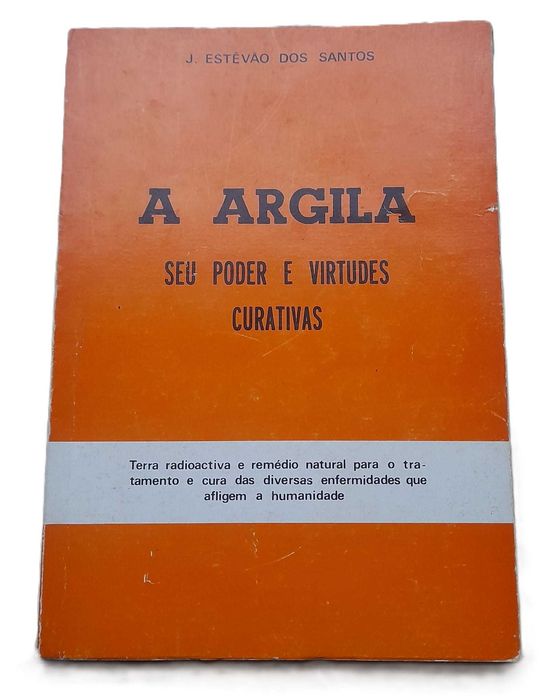 J. ESTÊVÃO DOS SANTOS
A ARGILA
SEU PODER E VIRTUDES
CURATIVAS
Terra radioactiva e remédio natural para o tra-
tamento e cura das diversas enfermidades que
afligem a humanidade